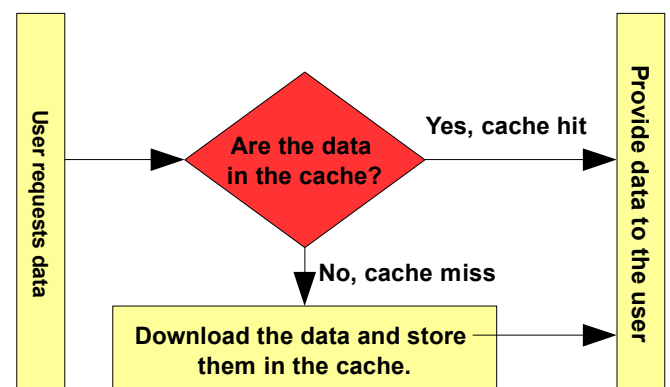 User requests data
Are the data
in the cache?
Yes, cache hit
Provide data to the user
No, cache miss
Download the data and store
them in the cache.